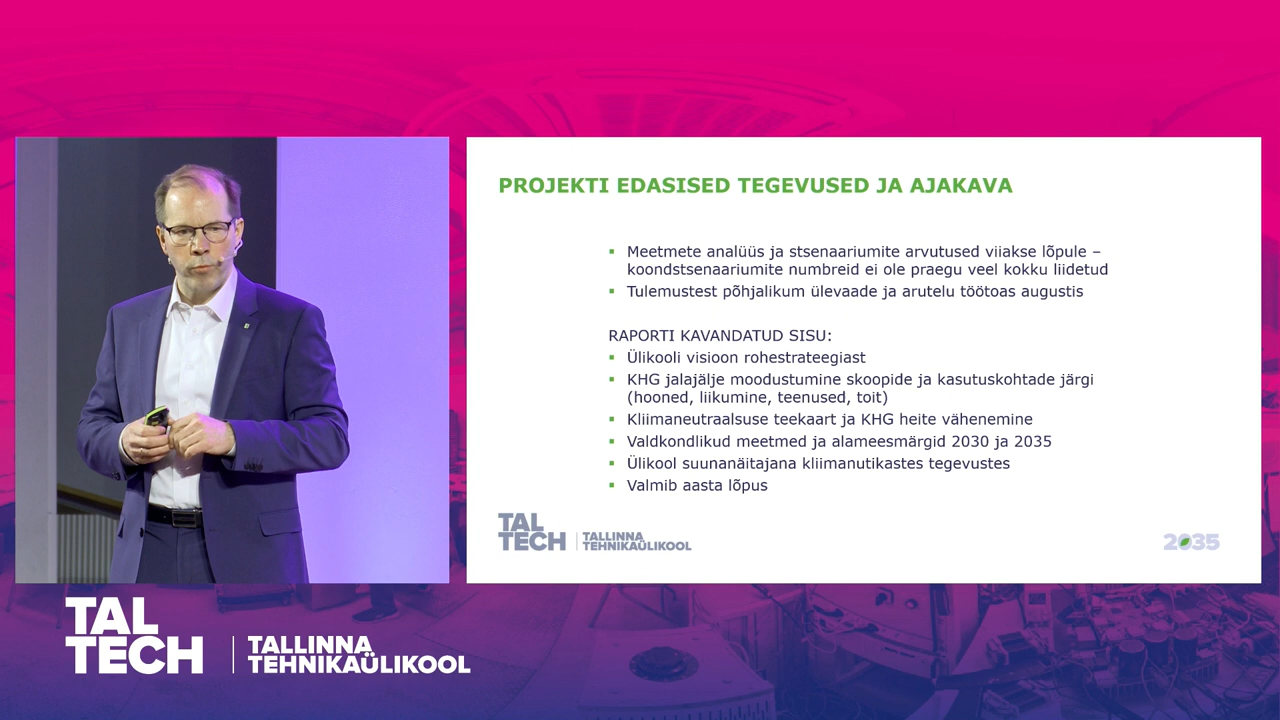 PROJEKTI EDASISED TEGEVUSED JA AJAKAVA
▪ Meetmete analüüs ja stsenaariumite arvutused viiakse lõpule –
koondstsenaariumite numbreid ei ole praegu veel kokku liidetud
▪ Tulemustest põhjalikum ülevaade ja arutelu töötoas augustis
RAPORTI KAVANDATUD SISU:
▪ Ülikooli visioon rohestrateegiast
▪ KHG jalajälje moodustumine skoopide ja kasutuskohtade järgi
(hooned, liikumine, teenused, toit)
▪ Kliimaneutraalsuse teekaart ja KHG heite vähenemine
▪ Valdkondlikud meetmed ja alameesmärgid 2030 ja 2035
▪ Ülikool suunanäitajana kliimanutikastes tegevustes
▪ Valmib aasta lõpus
TAL
TECH
TALLINNA
TEHNIKAÜLIKOOL
2035
TAL
TECH
TALLINNA
TEHNIKAÜLIKOOL